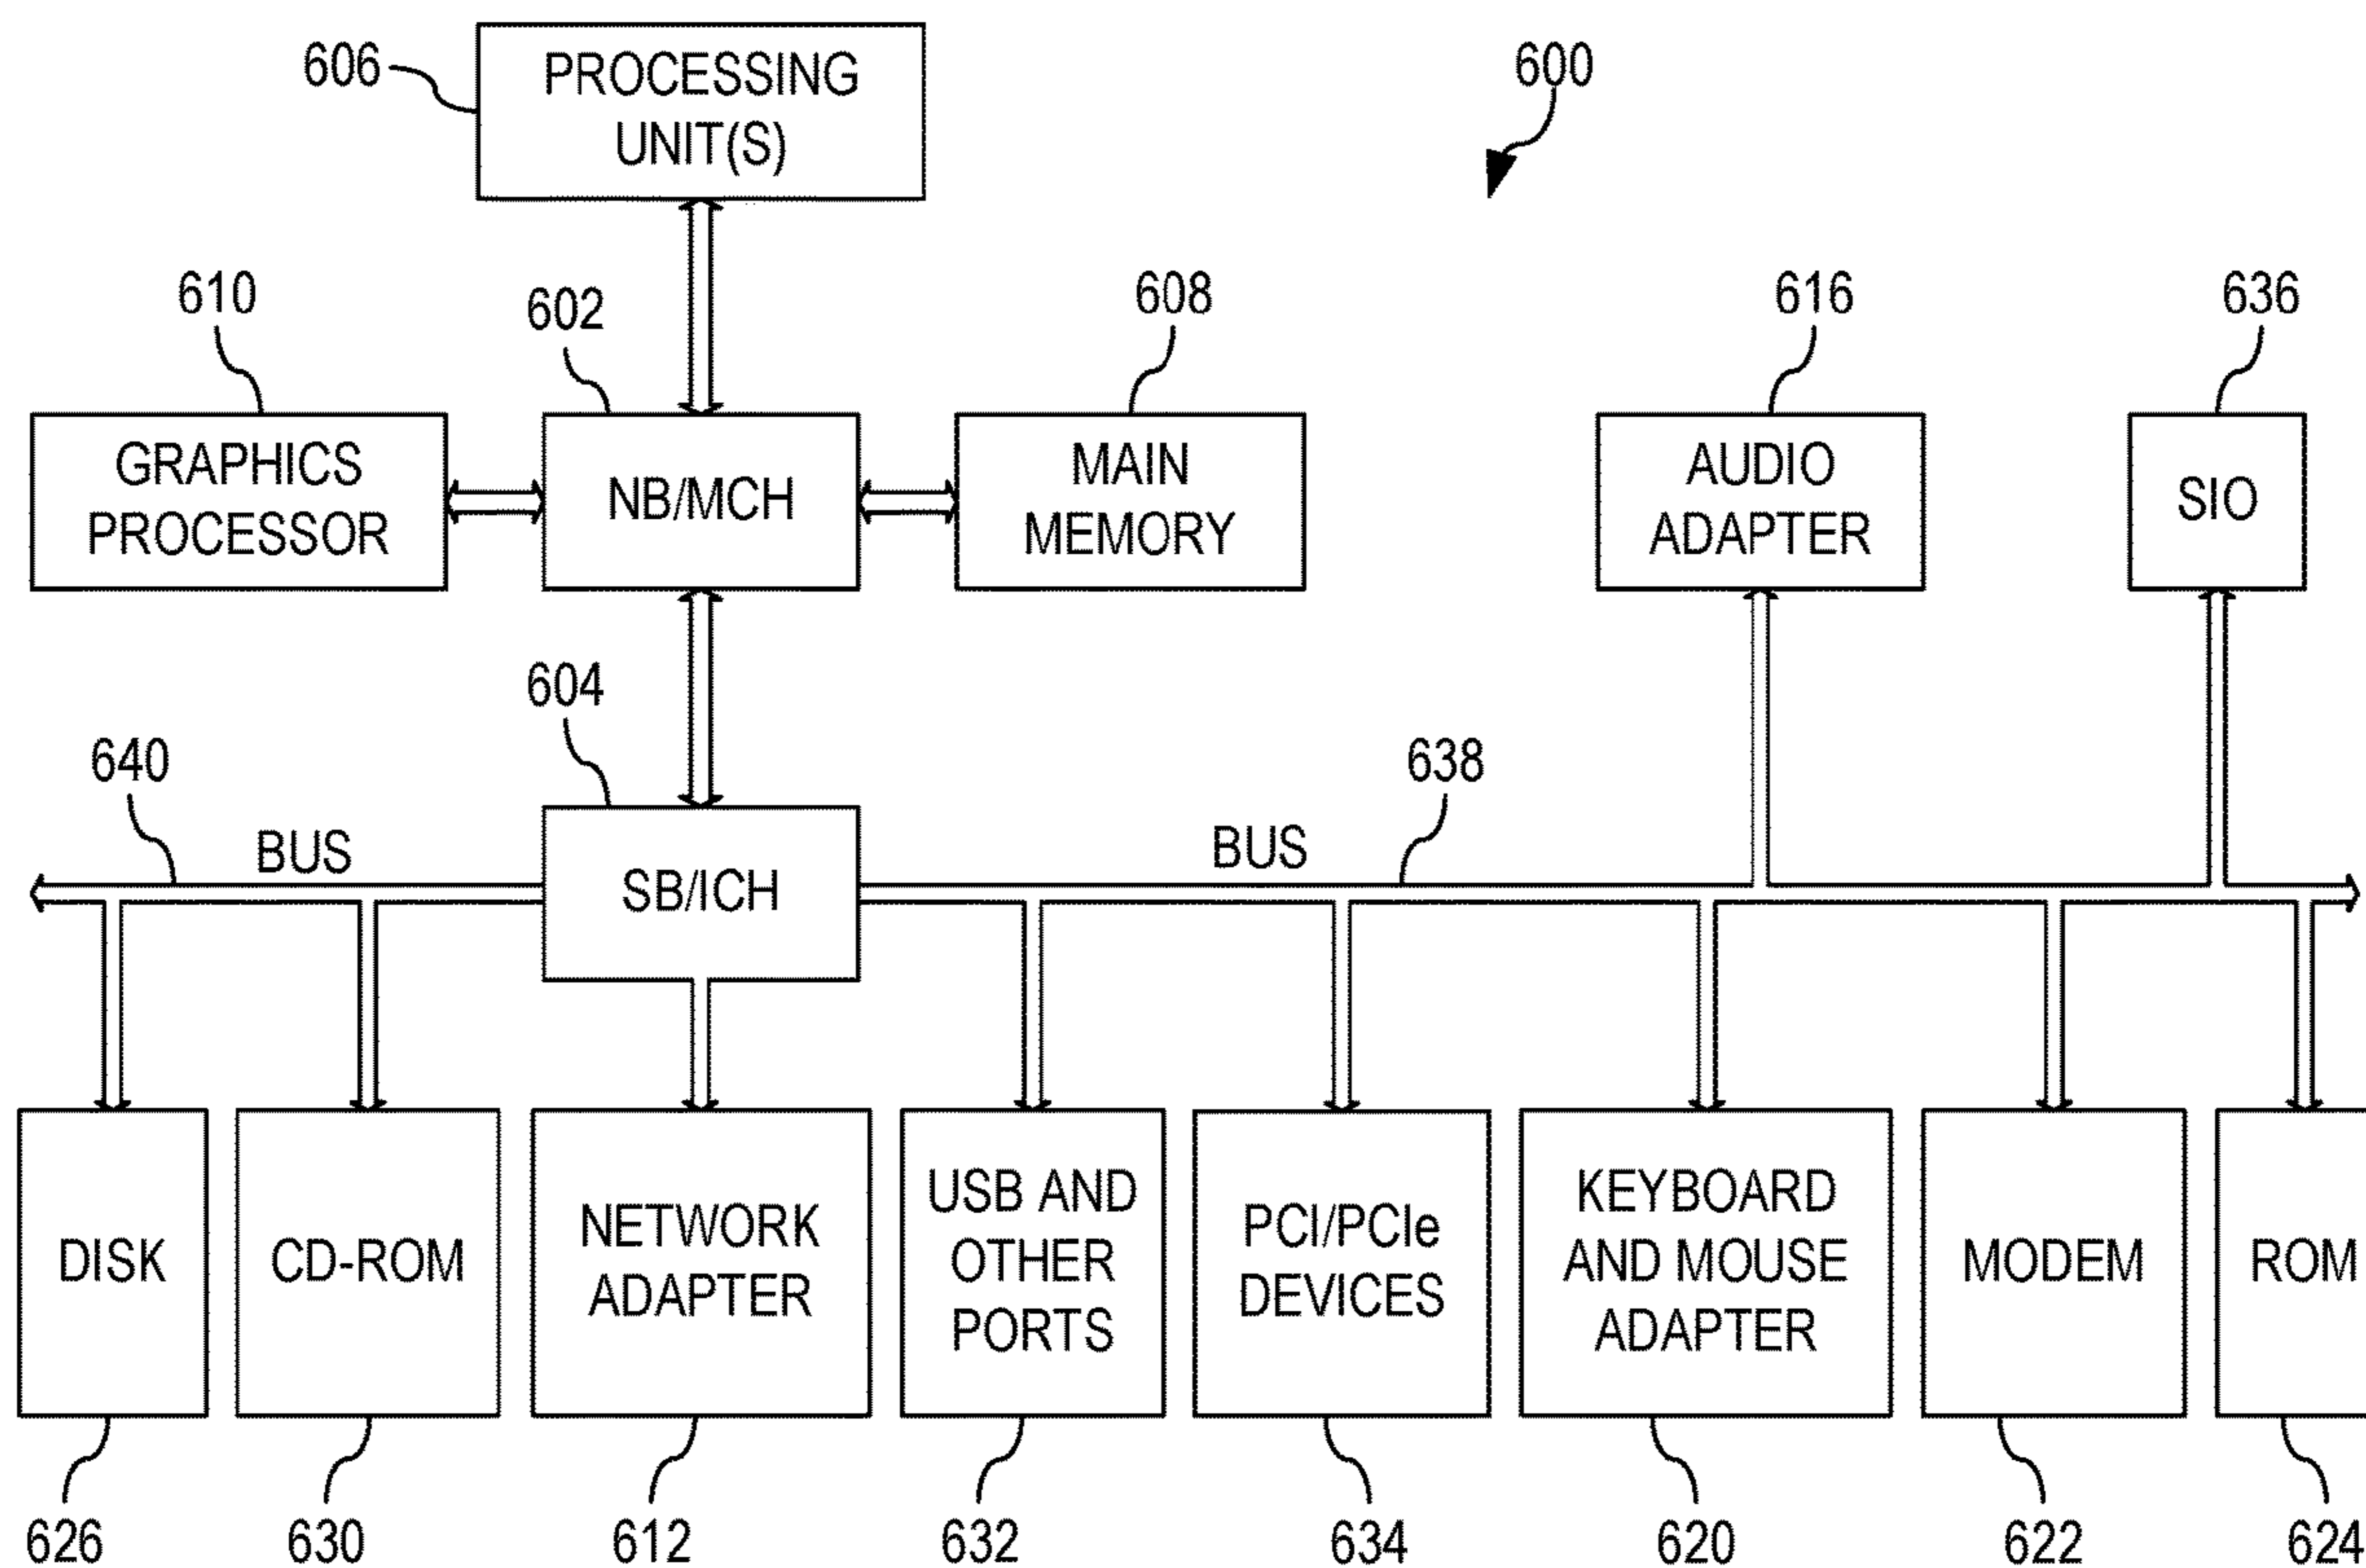 606
PROCESSING
UNIT(S)
600
610
602
608
616
636
GRAPHICS
PROCESSOR
NB/MCH
MAIN
MEMORY
AUDIO
ADAPTER
SIO
604
640
638
BUS
SB/ICH
BUS
DISK
CD-ROM
NETWORK
ADAPTER
USB AND
OTHER
PORTS
PCI/PCIe
DEVICES
KEYBOARD
AND MOUSE
ADAPTER
MODEM
ROM
626
630
612
632
634
620
622
624